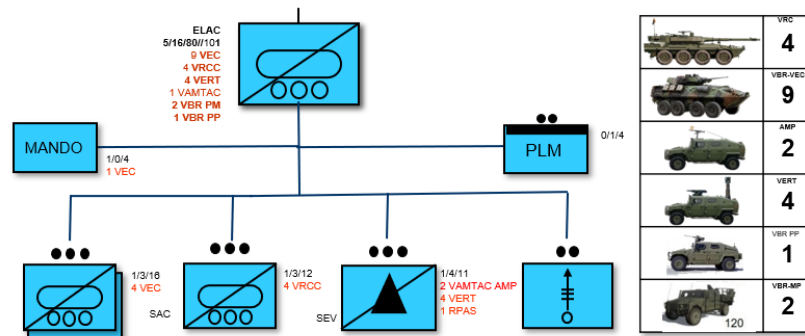 ELAC
5/16/80//101
9 VEC
4 VRCC
4 VERT
1 VAMTAC
2 VBR PM
1 VBR PP
MANDO
1/0/4
1 VEC
PLM
0/1/4
1/3/16
4 VEC
SAC
1/3/12
4 VRCC
SEV
1/4/11
2 VAMTAC AMP
4 VERT
1 RPAS
VRC
4
VBR-VEC
9
AMP
2
VERT
4
VBR PP
1
VBR-MP
2
120